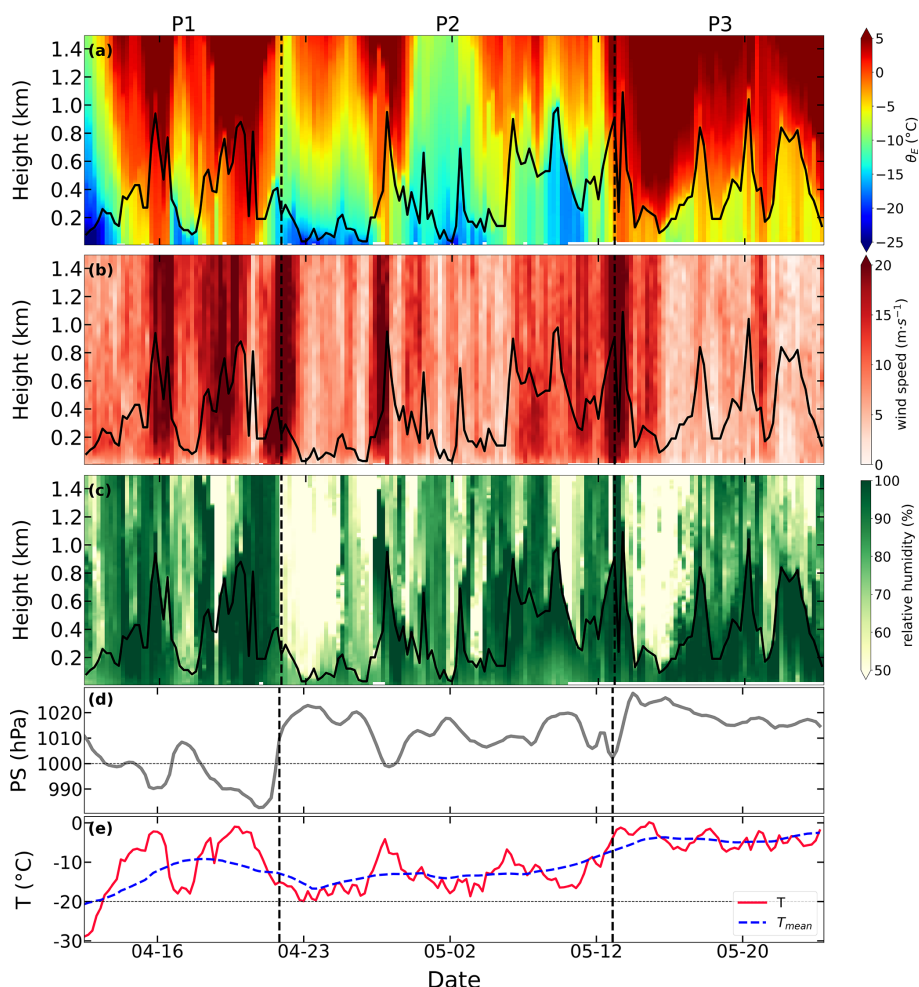 P1 P2 P3
(a)
Height (km)
1.4
1.2
1.0
0.8
0.6
0.4
0.2
5
0
−5
−10
−15
−20
−25
θE (°C)
(b)
Height (km)
1.4
1.2
1.0
0.8
0.6
0.4
0.2
20
15
10
5
0
wind speed (m·s⁻¹)
(c)
Height (km)
1.4
1.2
1.0
0.8
0.6
0.4
0.2
100
90
80
70
60
50
relative humidity (%)
(d)
PS (hPa)
1020
1010
1000
990
(e)
T (°C)
0
-10
-20
-30
T
Tmean
04-16 04-23 05-02 05-12 05-20
Date